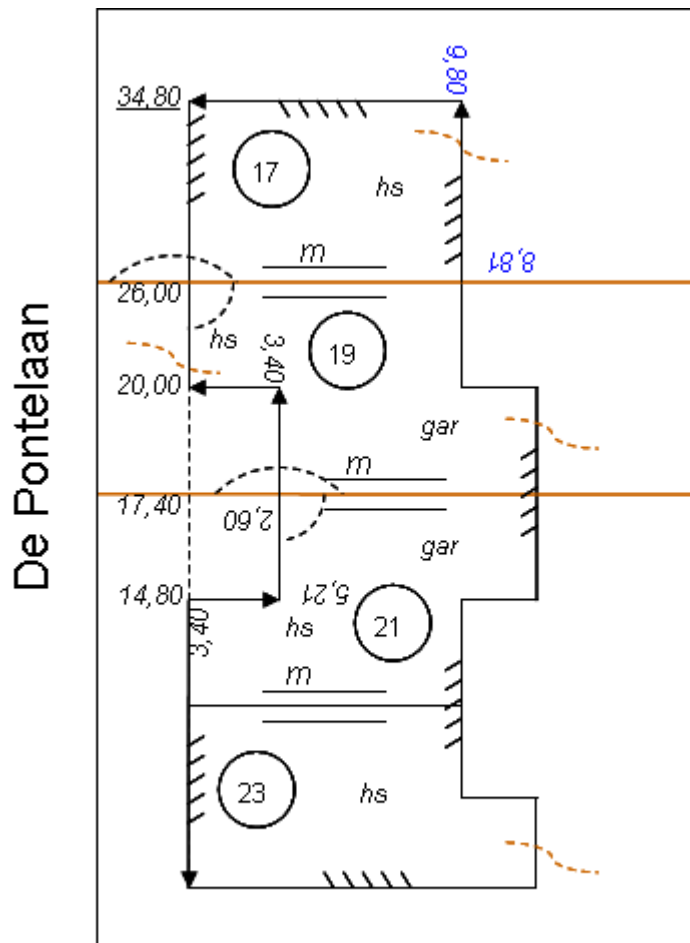 9,80
34,80
17
hs
m
8,81
26,00
hs
3,40
19
20,00
gar
m
17,40
2,60
gar
14,80
5,21
3,40
hs
21
m
23
hs
De Pontelaan